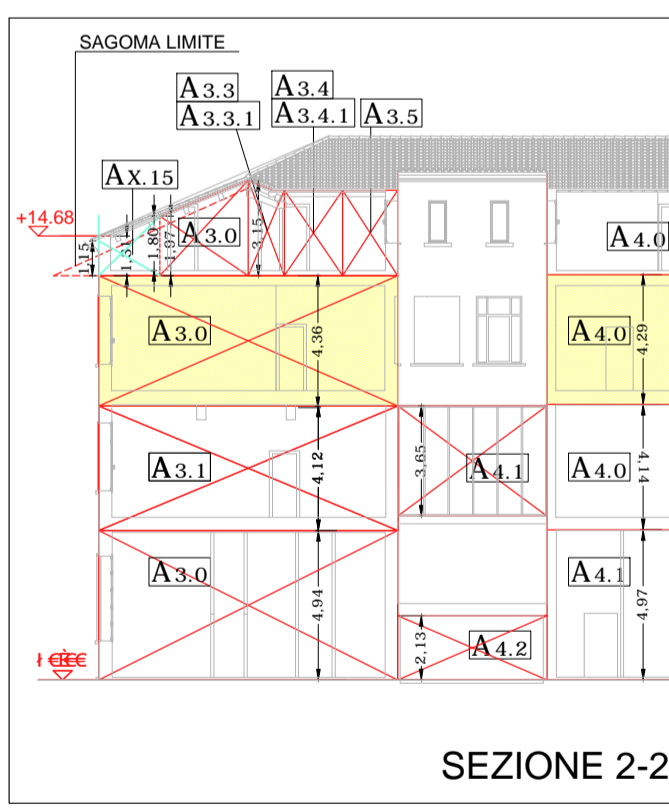 SAGOMA LIMITE
A3.3
A3.3.1
A3.4
A3.4.1
A3.5
AX.15
+14.68
1,15
1,31
1,80
1,97
A3.0
3,15
A4.0
A3.0
4,36
A4.0
4,29
A3.1
4,12
3,65
A4.1
A4.0
4,14
A3.0
4,94
2,13
A4.2
A4.1
4,97
SEZIONE 2-2